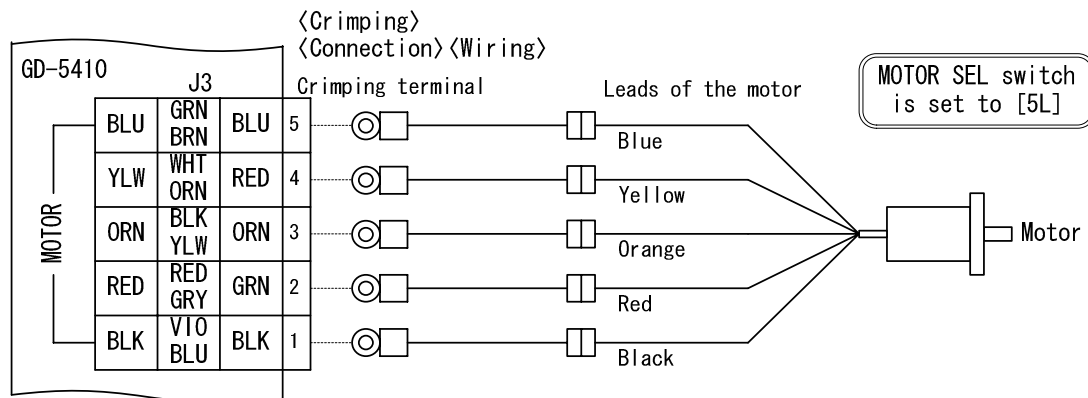 〈Crimping〉
〈Connection〉〈Wiring〉
GD-5410
J3
Crimping terminal
Leads of the motor
MOTOR SEL switch
is set to [5L]
MOTOR
BLU GRN BRN BLU 5
Blue
YLW WHT ORN RED 4
Yellow
ORN BLK YLW ORN 3
Orange
Motor
RED RED GRY GRN 2
Red
BLK VIO BLU BLK 1
Black